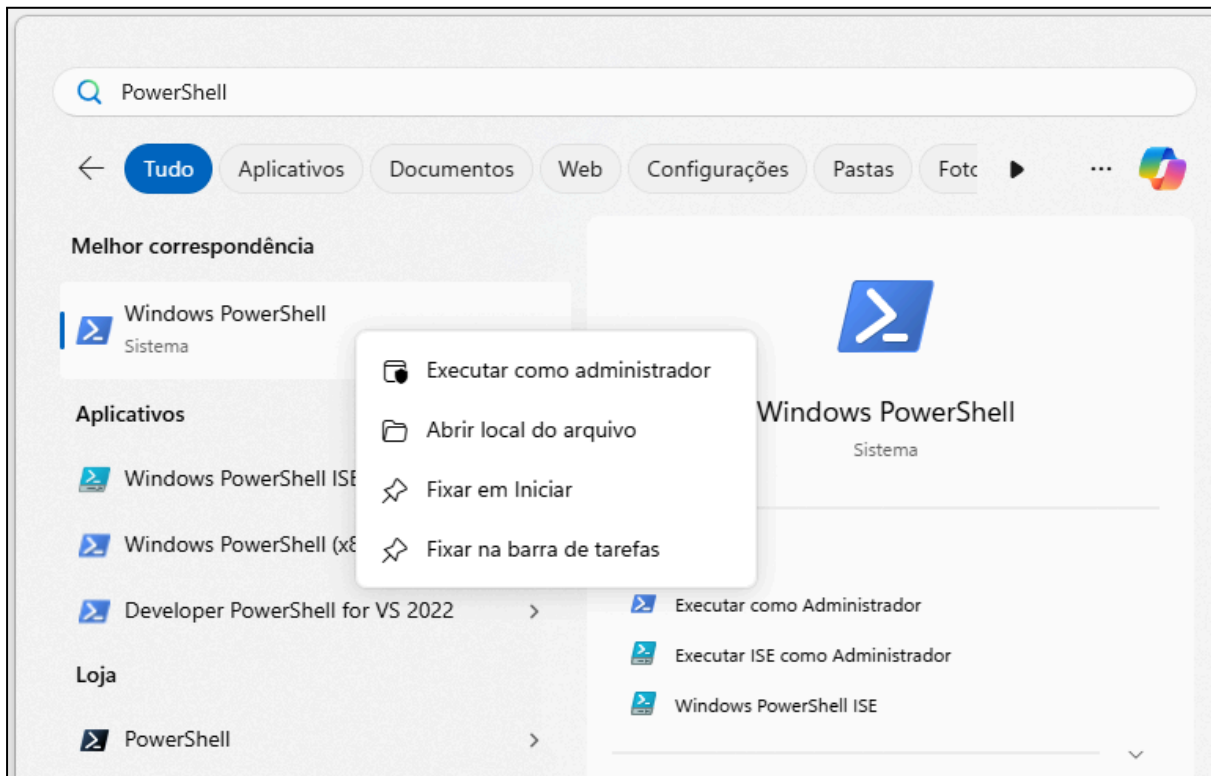 PowerShell
Tudo
Aplicativos
Documentos
Web
Configurações
Pastas
Fotc
Melhor correspondência
Windows PowerShell
Sistema
Aplicativos
Windows PowerShell ISE
Windows PowerShell (x8
Developer PowerShell for VS 2022
Loja
PowerShell
Executar como administrador
Abrir local do arquivo
Fixar em Iniciar
Fixar na barra de tarefas
Windows PowerShell
Sistema
Executar como Administrador
Executar ISE como Administrador
Windows PowerShell ISE